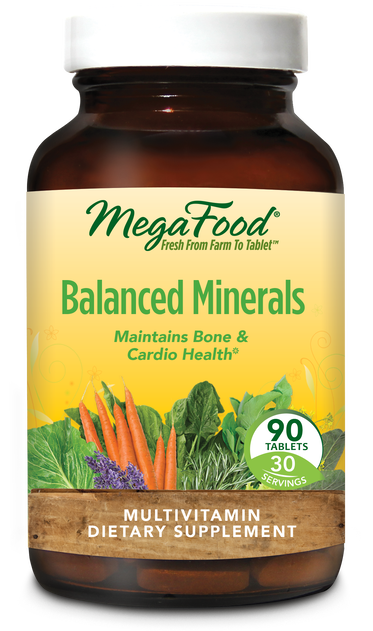 MegaFood®
Fresh From Farm To Tablet™
Balanced Minerals
Maintains Bone &
Cardio Health*
90
TABLETS
30
SERVINGS
MULTIVITAMIN
DIETARY SUPPLEMENT